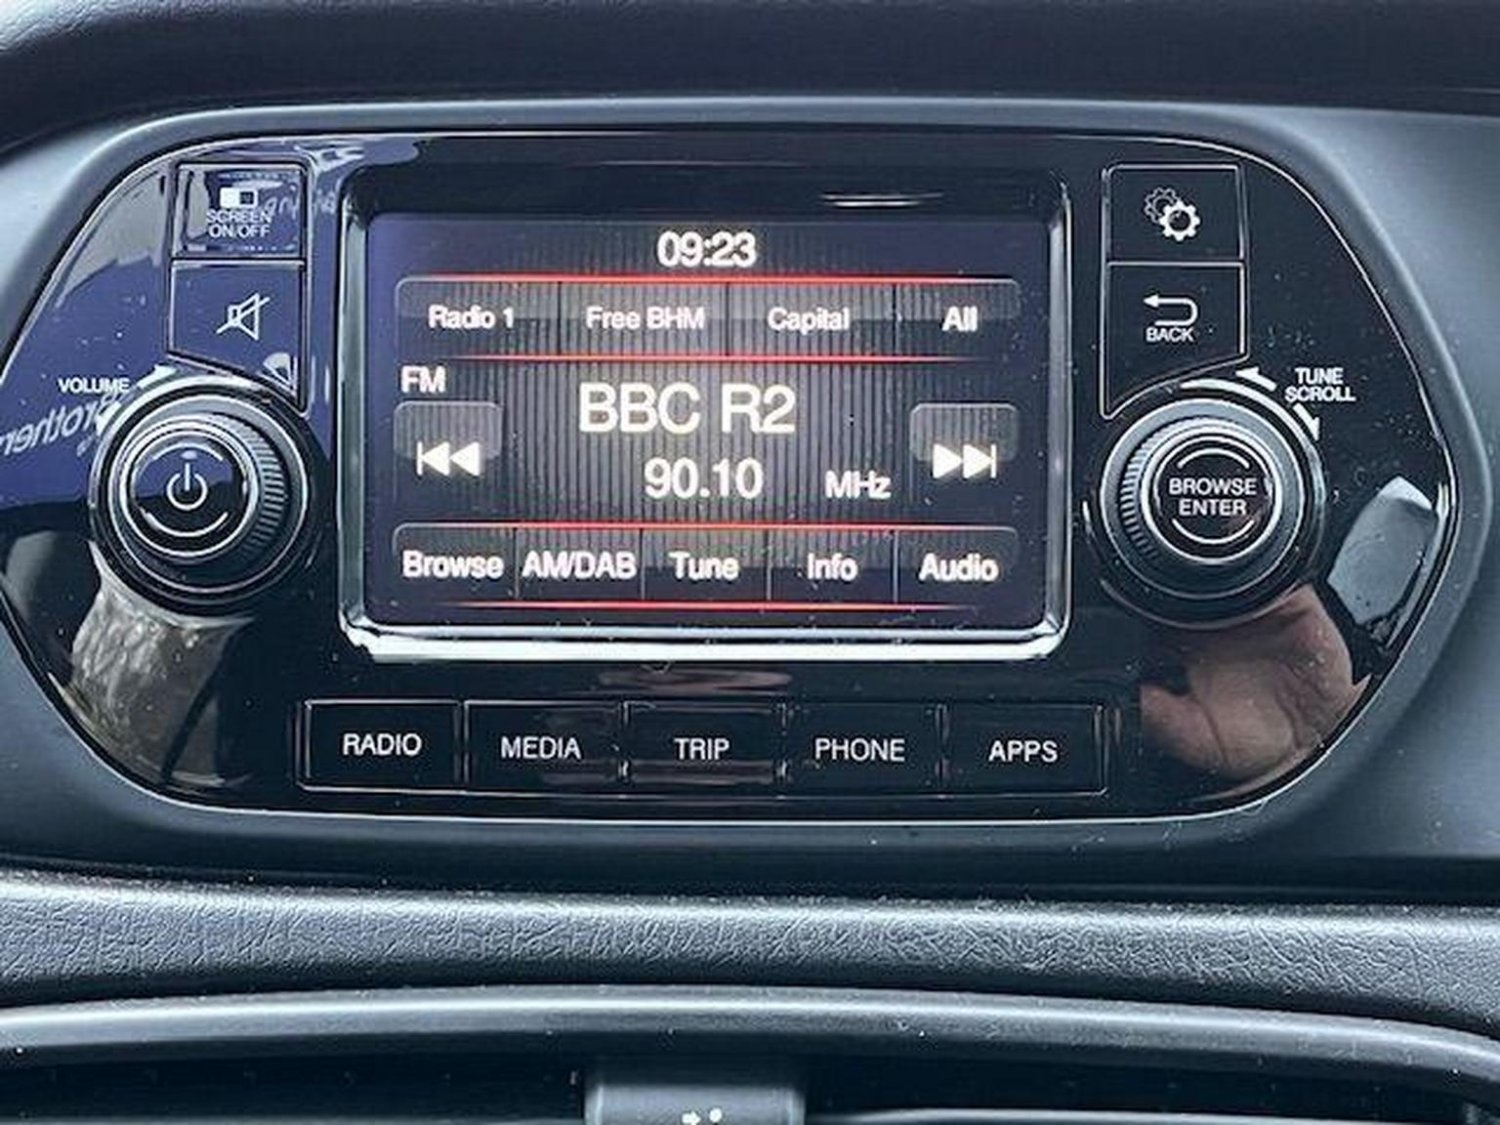 SCREEN
ON/OFF
09:23
Radio 1 Free BHM Capital All
BACK
VOLUME
TUNE
SCROLL
FM
BBC R2
90.10 MHz
BROWSE
ENTER
Browse AM/DAB Tune Info Audio
RADIO MEDIA TRIP PHONE APPS